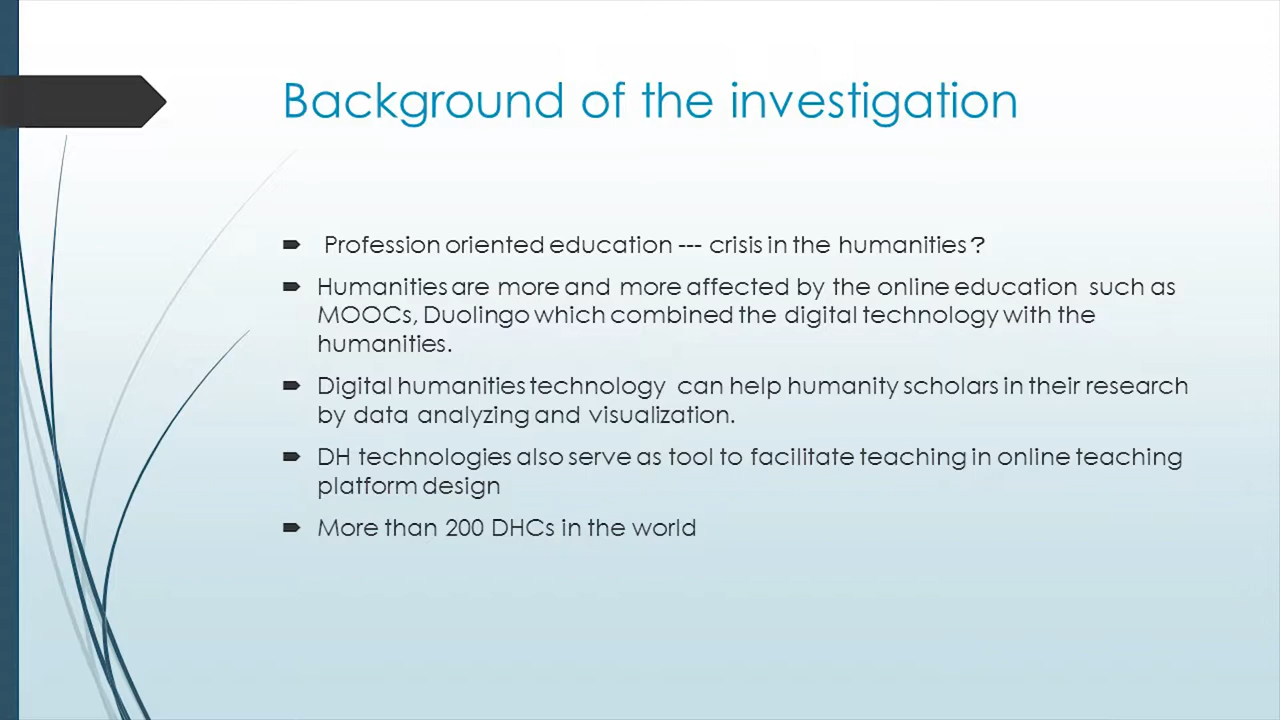 Background of the investigation
Profession oriented education --- crisis in the humanities？
Humanities are more and more affected by the online education such as
MOOCs, Duolingo which combined the digital technology with the
humanities.
Digital humanities technology can help humanity scholars in their research
by data analyzing and visualization.
DH technologies also serve as tool to facilitate teaching in online teaching
platform design
More than 200 DHCs in the world